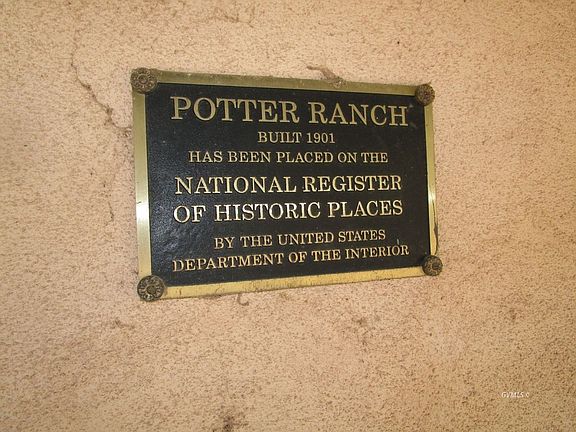 POTTER RANCH
BUILT 1901
HAS BEEN PLACED ON THE
NATIONAL REGISTER
OF HISTORIC PLACES
BY THE UNITED STATES
DEPARTMENT OF THE INTERIOR
GVMLS ©